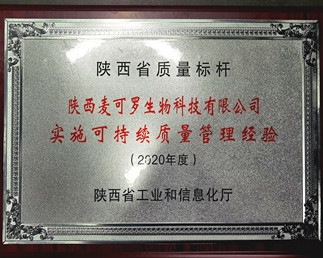 陕西省质量标杆
陕西麦可罗生物科技有限公司
实施可持续质量管理经验
(2020年度)
陕西省工业和信息化厅